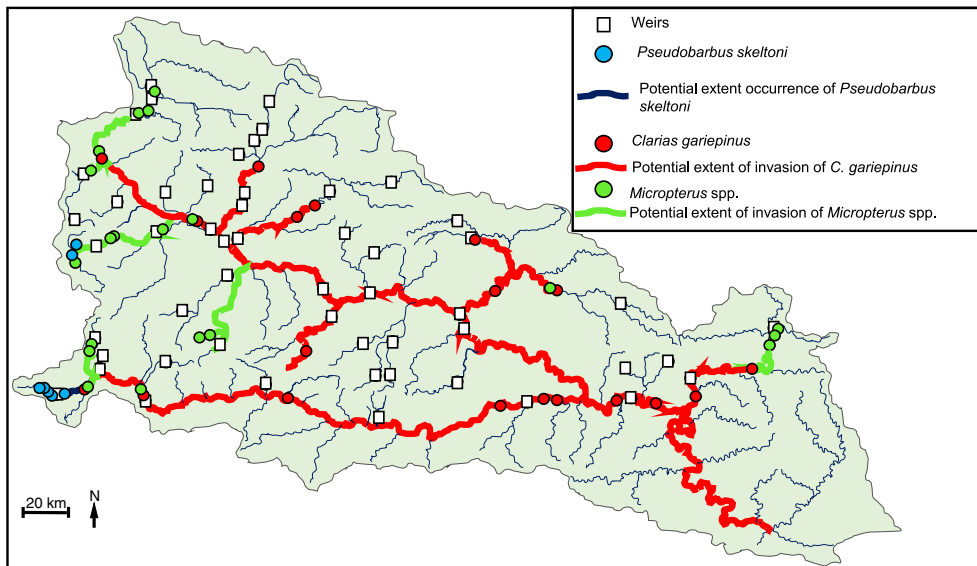 Weirs
Pseudobarbus skeltoni
Potential extent occurrence of Pseudobarbus
skeltoni
Clarias gariepinus
Potential extent of invasion of C. gariepinus
Micropterus spp.
Potential extent of invasion of Micropterus spp.
20 km
N